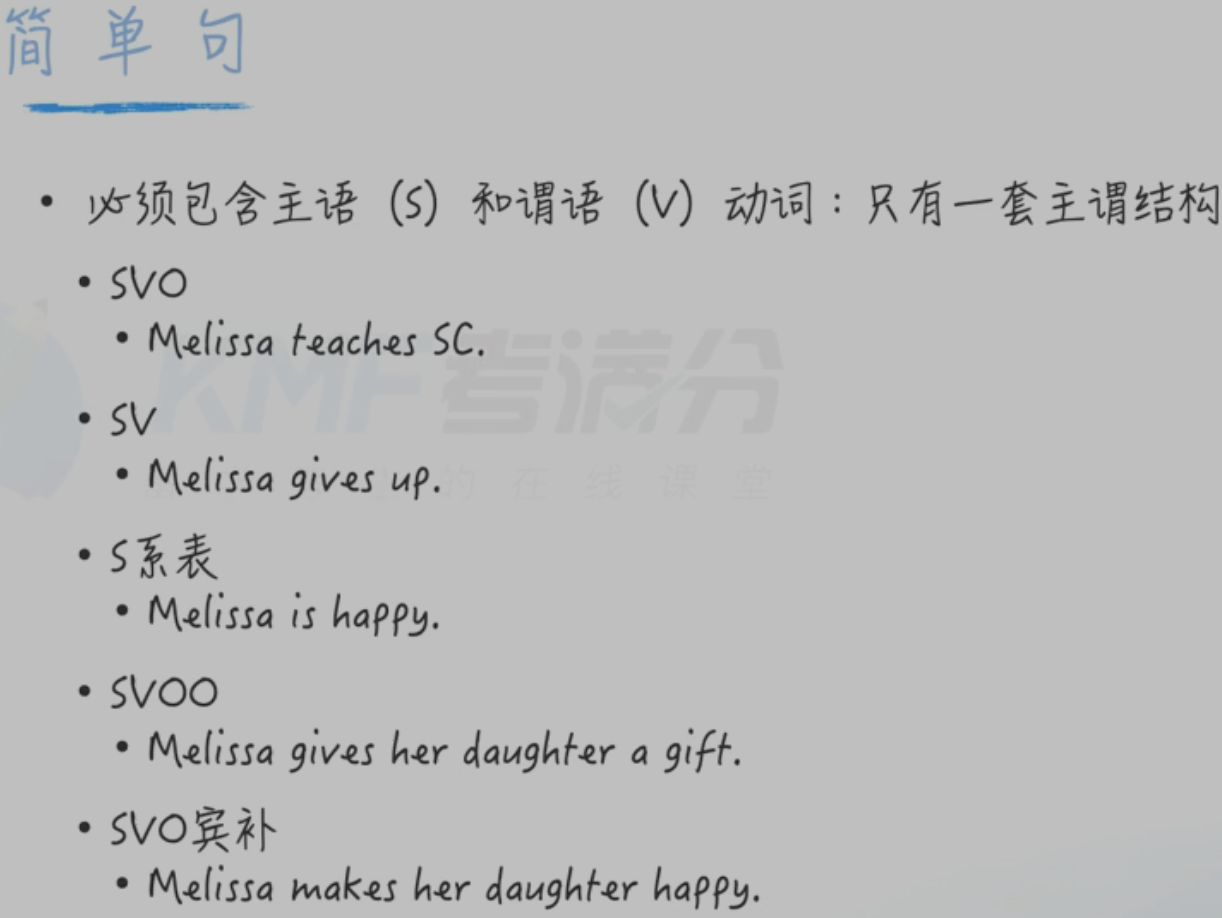 简单句
• 必须包含主语（S）和谓语（V）动词：只有一套主谓结构
• SVO
• Melissa teaches SC.
KMF考满分
• SV
• Melissa gives up.
的在线课堂
• S系表
• Melissa is happy.
• SVOO
• Melissa gives her daughter a gift.
• SVO宾补
• Melissa makes her daughter happy.